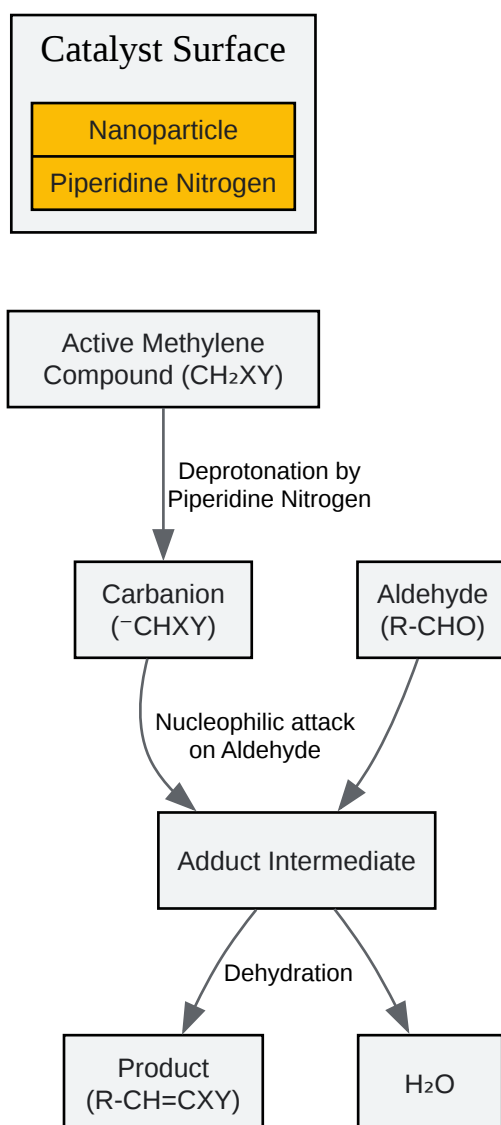 Catalyst Surface
Nanoparticle
Piperidine Nitrogen
Active Methylene
Compound (CH₂XY)
Deprotonation by
Piperidine Nitrogen
Carbanion
(⁻CHXY)
Aldehyde
(R-CHO)
Nucleophilic attack
on Aldehyde
Adduct Intermediate
Dehydration
Product
(R-CH=CXY)
H₂O